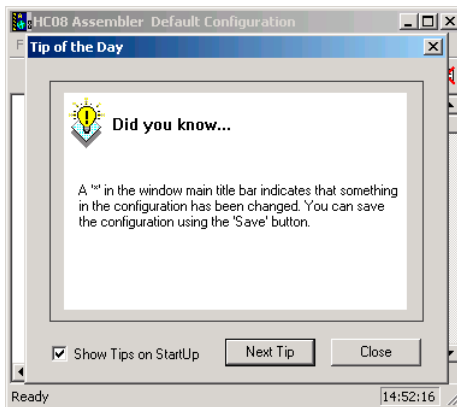 HC08 Assembler Default Configuration
F
Tip of the Day
Did you know...
A '*' in the window main title bar indicates that something
in the configuration has been changed. You can save
the configuration using the 'Save' button.
Show Tips on StartUp
Next Tip
Close
Ready
14:52:16